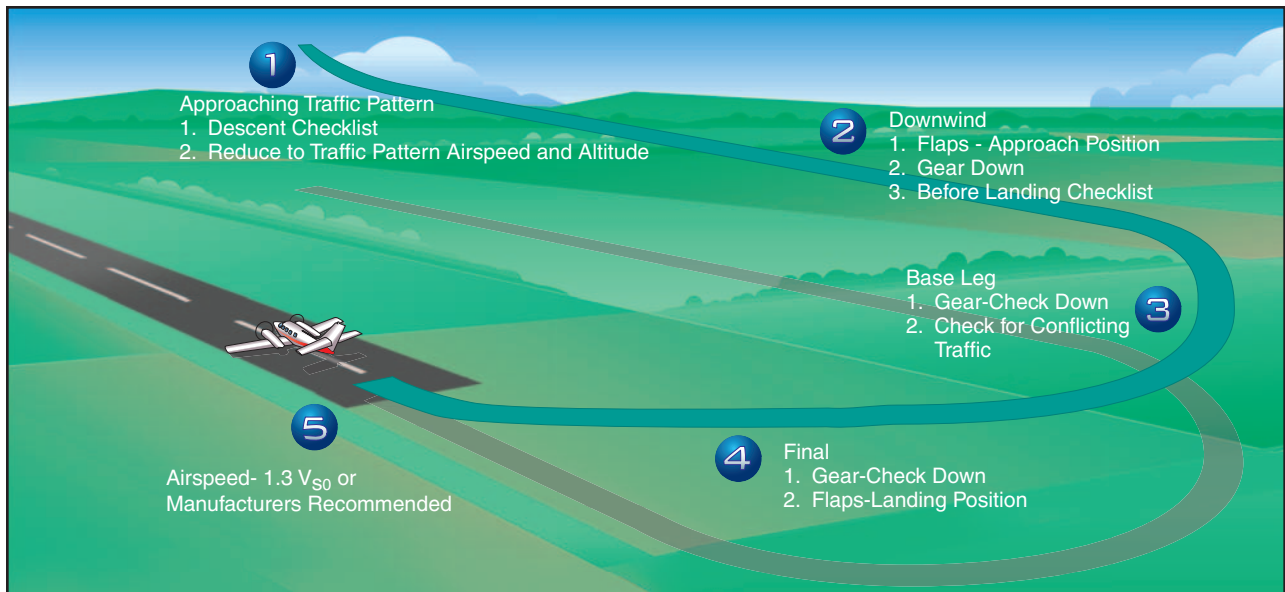 1
Approaching Traffic Pattern
1. Descent Checklist
2. Reduce to Traffic Pattern Airspeed and Altitude
2
Downwind
1. Flaps - Approach Position
2. Gear Down
3. Before Landing Checklist
3
Base Leg
1. Gear-Check Down
2. Check for Conflicting
Traffic
4
Final
1. Gear-Check Down
2. Flaps-Landing Position
5
Airspeed- 1.3 VS0 or
Manufacturers Recommended